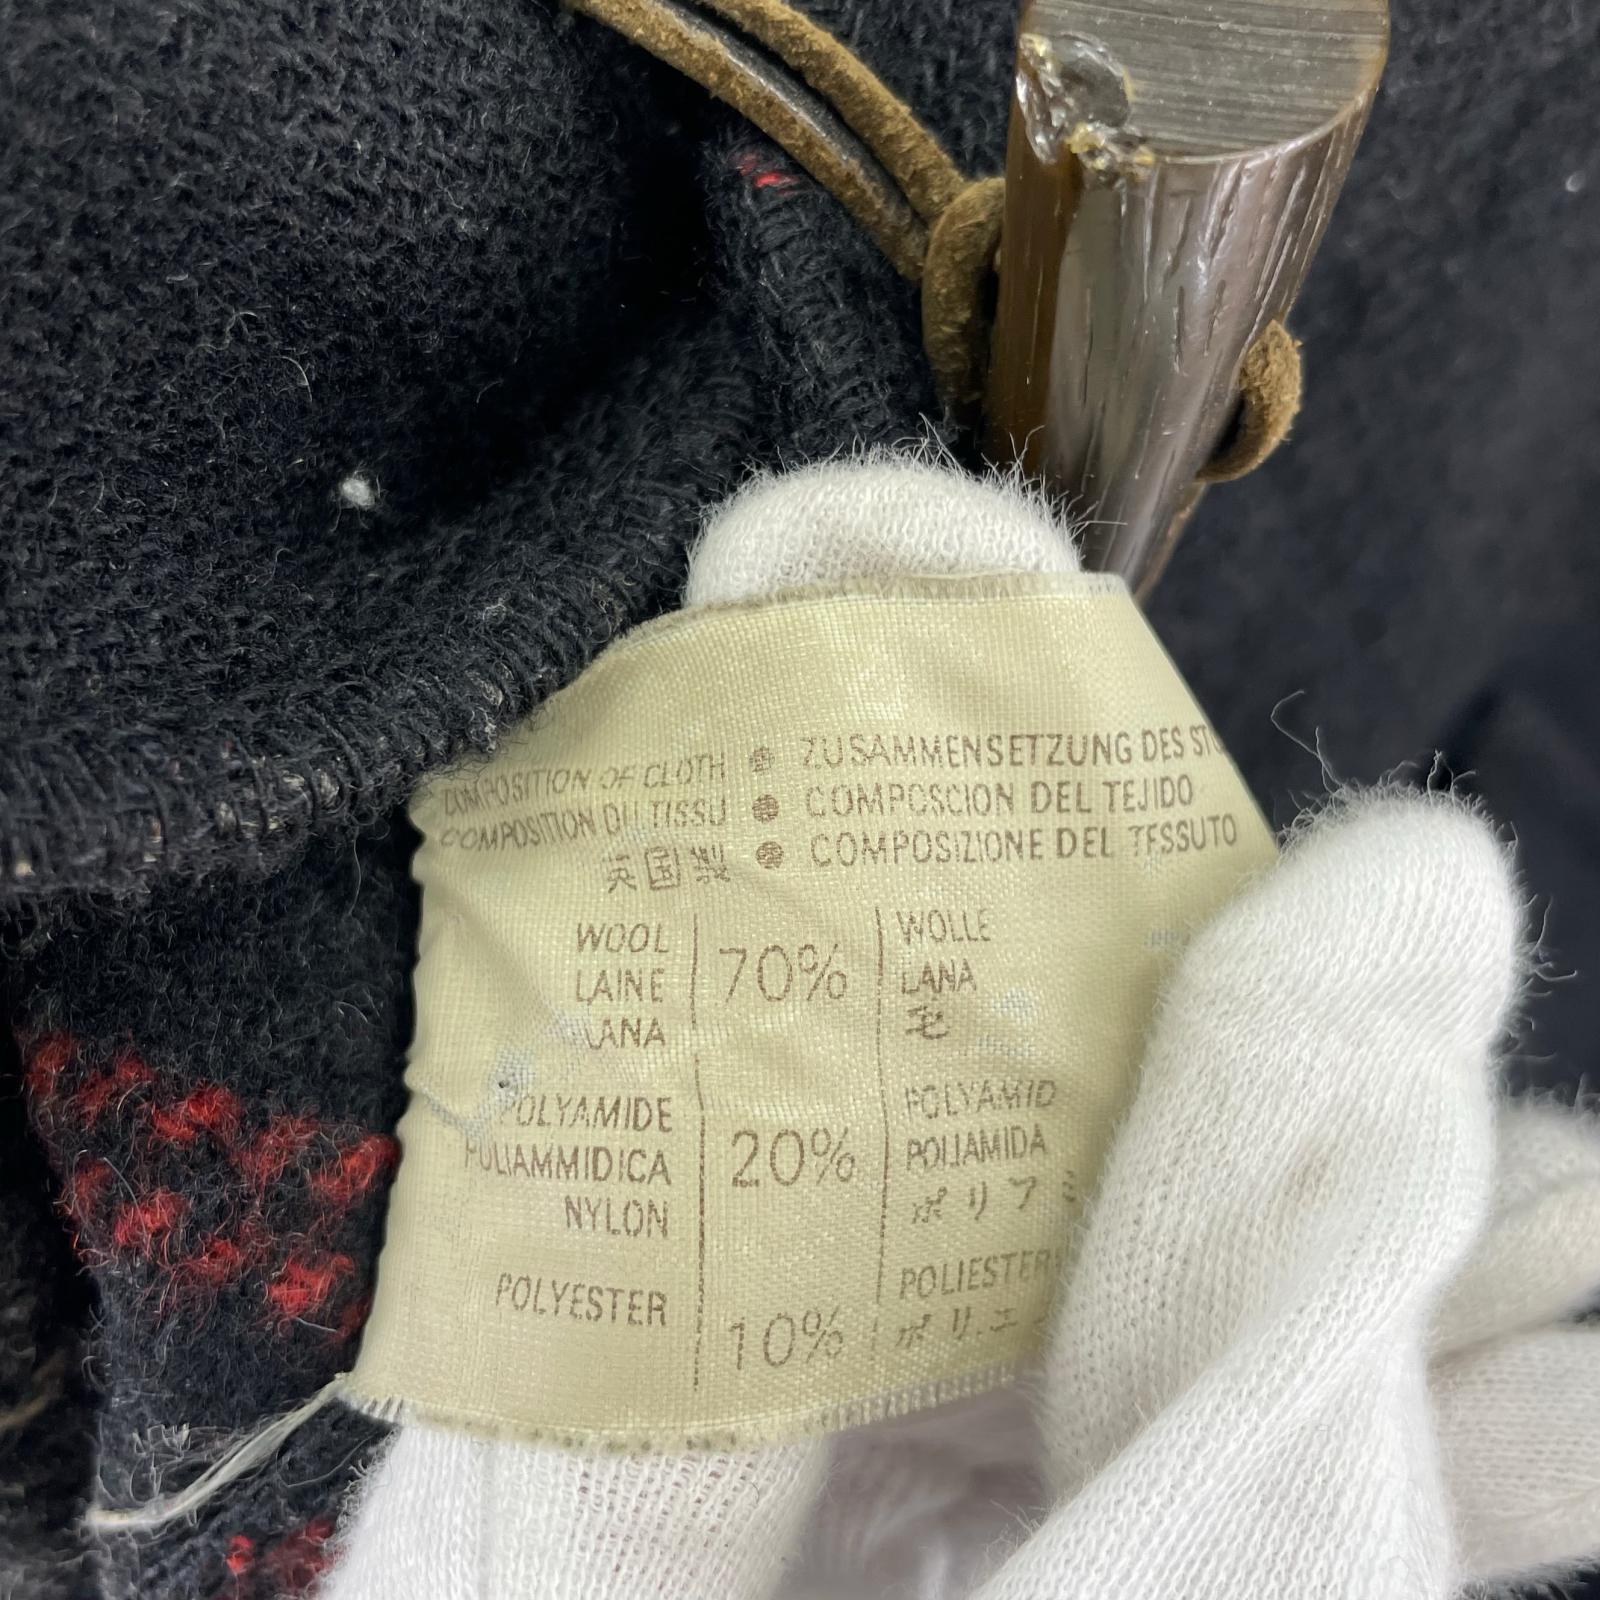 COMPOSITION OF CLOTH ● ZUSAMMENSETZUNG DES
COMPOSITION DU TISSU ● COMPOSCION DEL TEJIDO
英国製 ● COMPOSIZIONE DEL TESSUTO
WOOL
LAINE
LANA
70%
WOLLE
LANA
毛
POLYAMIDE
POLIAMMIDICA
NYLON
20%
POLYAMID
POLIAMIDA
ポリア
POLYESTER
10%
POLIESTER
ポリエ